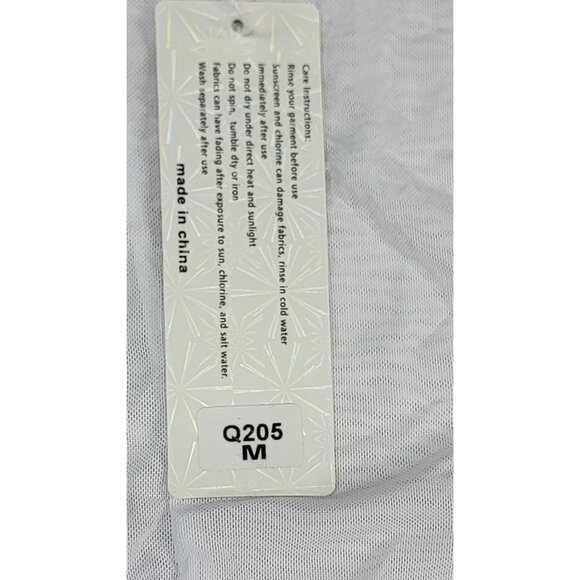 Care Instructions:
Rinse your garment before use
Sunscreen and chlorine can damage fabrics, rinse in cold water
immediately after use
Do not dry under direct heat and sunlight
Do not spin, tumble dty or iron
Fabrics can have fading after exposure to sun, chlorine, and salt water.
Wash separately after use
made in china
Q205
M